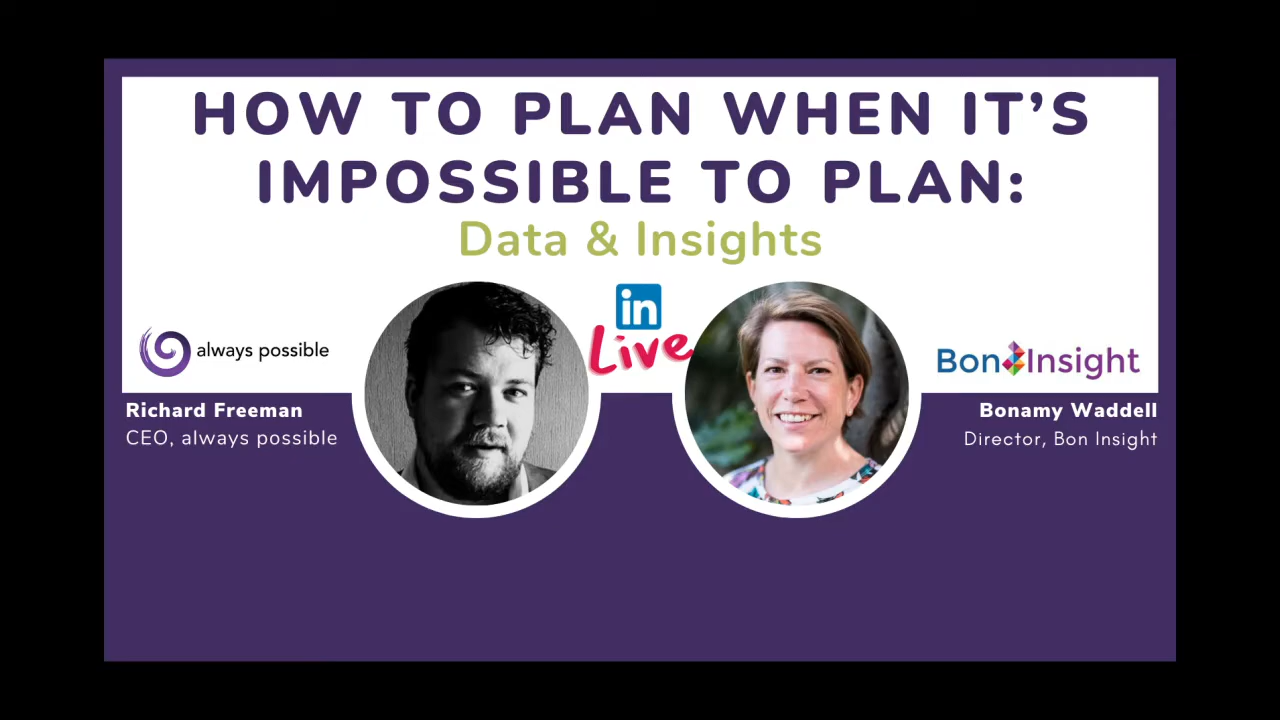 HOW TO PLAN WHEN IT'S
IMPOSSIBLE TO PLAN:
Data & Insights
in
Live
always possible
Bon Insight
Richard Freeman
CEO, always possible
Bonamy Waddell
Director, Bon Insight